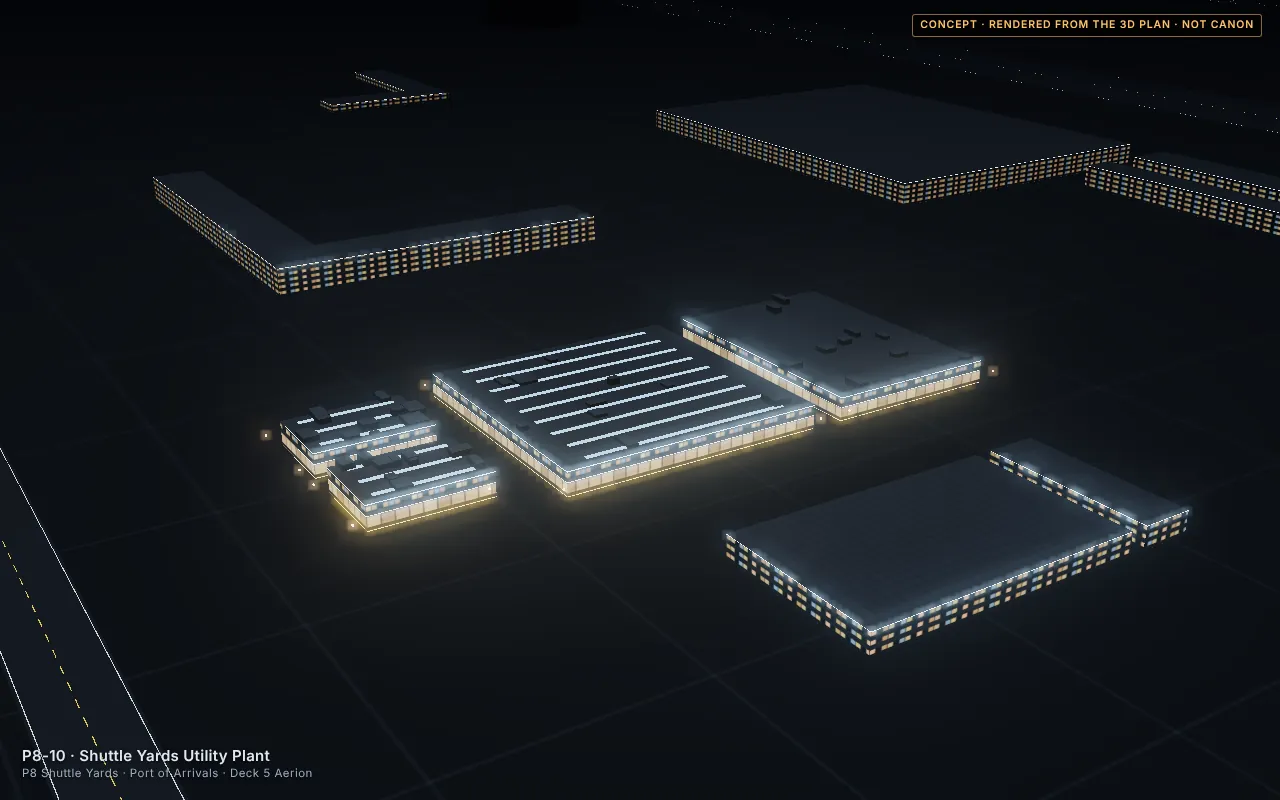 CONCEPT · RENDERED FROM THE 3D PLAN · NOT CANON
P8-10 · Shuttle Yards Utility Plant
P8 Shuttle Yards · Port of Arrivals · Deck 5 Aerion